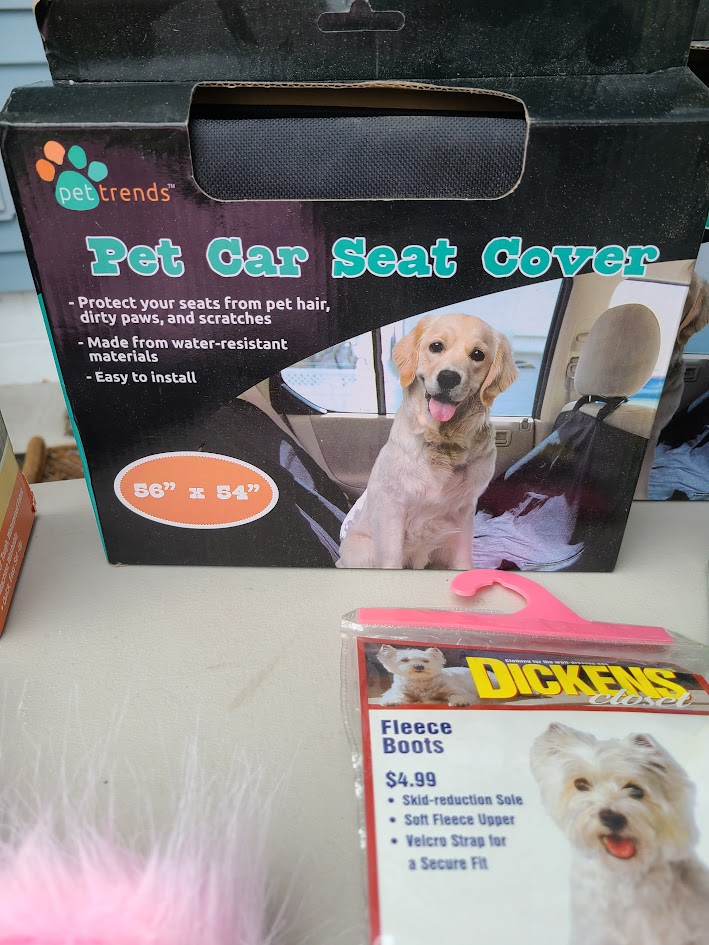 pet trends™
Pet Car Seat Cover
- Protect your seats from pet hair,
dirty paws, and scratches
- Made from water-resistant
materials
- Easy to install
56" x 54"
DICKENS
closet
Fleece
Boots
$4.99
• Skid-reduction Sole
• Soft Fleece Upper
• Velcro Strap for
a Secure Fit